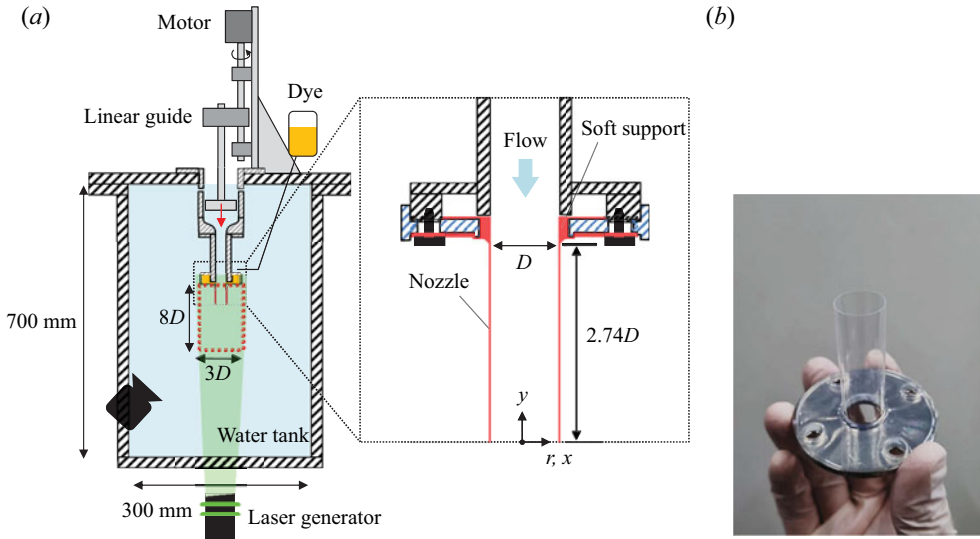 (a)
(b)
Motor
Dye
Linear guide
Flow
Soft support
D
Nozzle
700 mm
8D
2.74D
3D
y
Water tank
r, x
300 mm
Laser generator